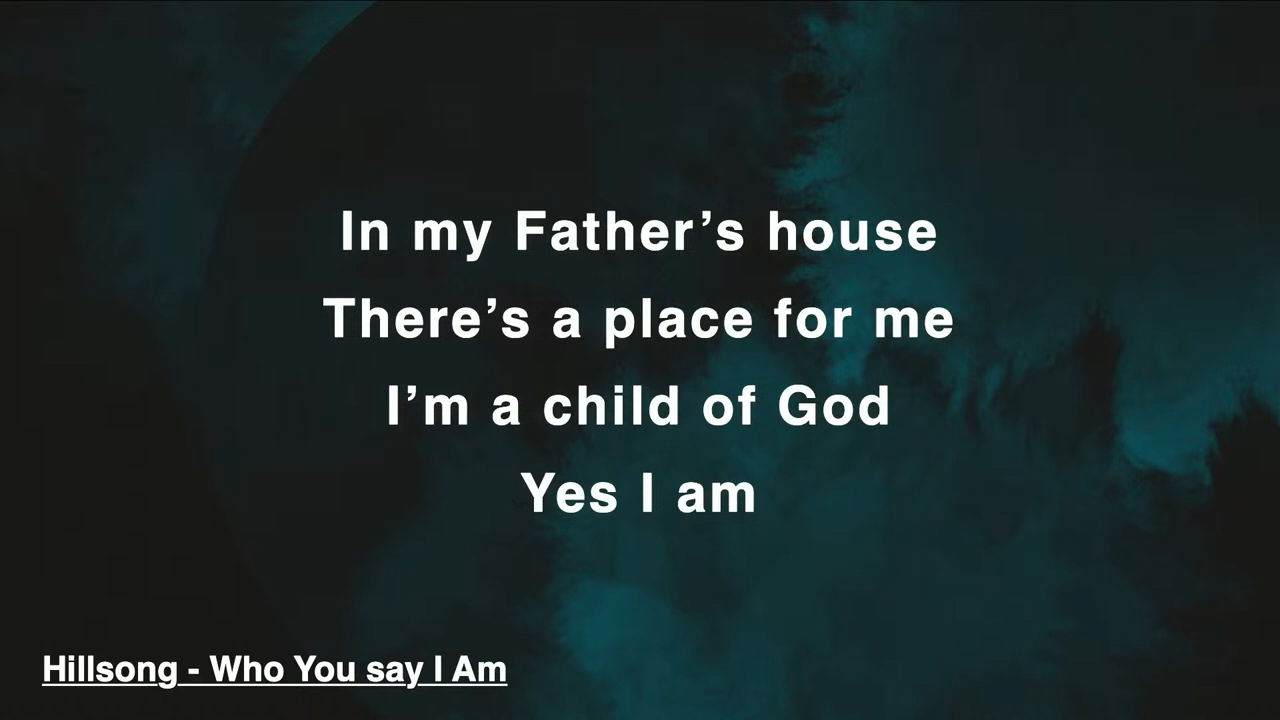 In my Father’s house
There’s a place for me
I’m a child of God
Yes I am
Hillsong - Who You say I Am